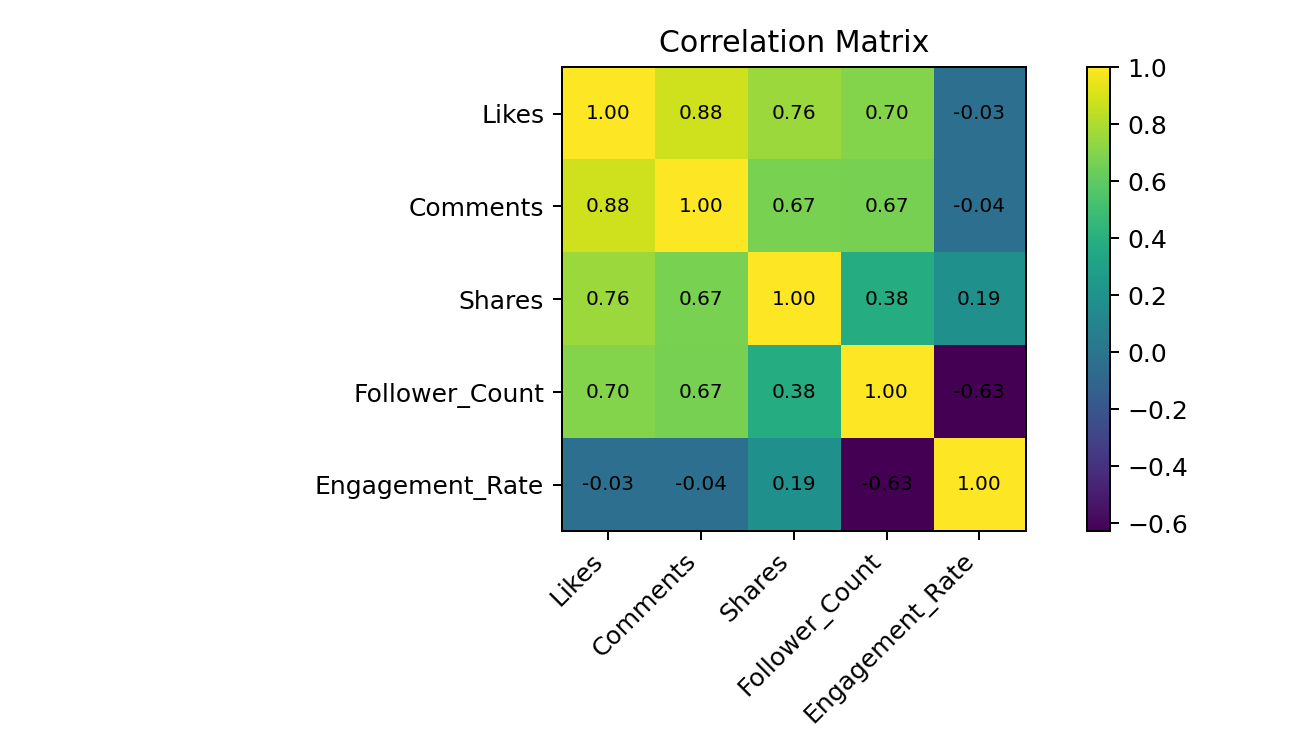 Correlation Matrix
Likes 1.00 0.88 0.76 0.70 -0.03
Comments 0.88 1.00 0.67 0.67 -0.04
Shares 0.76 0.67 1.00 0.38 0.19
Follower_Count 0.70 0.67 0.38 1.00 -0.63
Engagement_Rate -0.03 -0.04 0.19 -0.63 1.00
Likes Comments Shares Follower_Count Engagement_Rate
1.0
0.8
0.6
0.4
0.2
0.0
−0.2
−0.4
−0.6